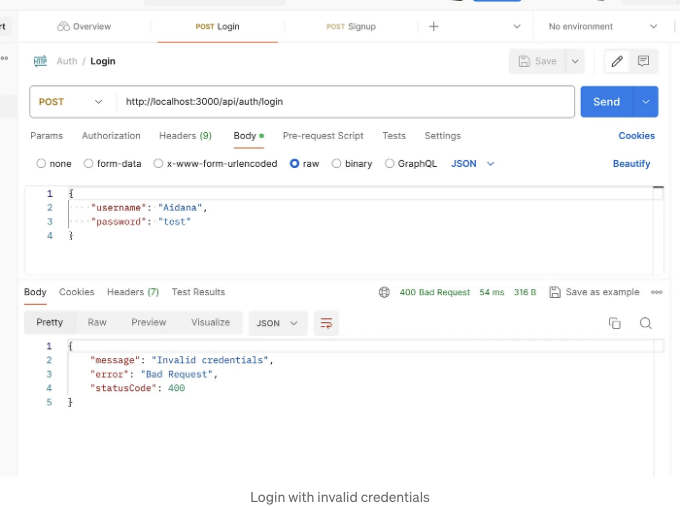 rt
Overview POST Login POST Signup No environment
HTTP Auth / Login Save
POST http://localhost:3000/api/auth/login Send
Params Authorization Headers (9) Body Pre-request Script Tests Settings Cookies
none form-data x-www-form-urlencoded raw binary GraphQL JSON Beautify
1 {
2 "username": "Aidana",
3 "password": "test"
4 }
Body Cookies Headers (7) Test Results 400 Bad Request 54 ms 316 B Save as example
Pretty Raw Preview Visualize JSON
1 {
2 "message": "Invalid credentials",
3 "error": "Bad Request",
4 "statusCode": 400
5 }
Login with invalid credentials